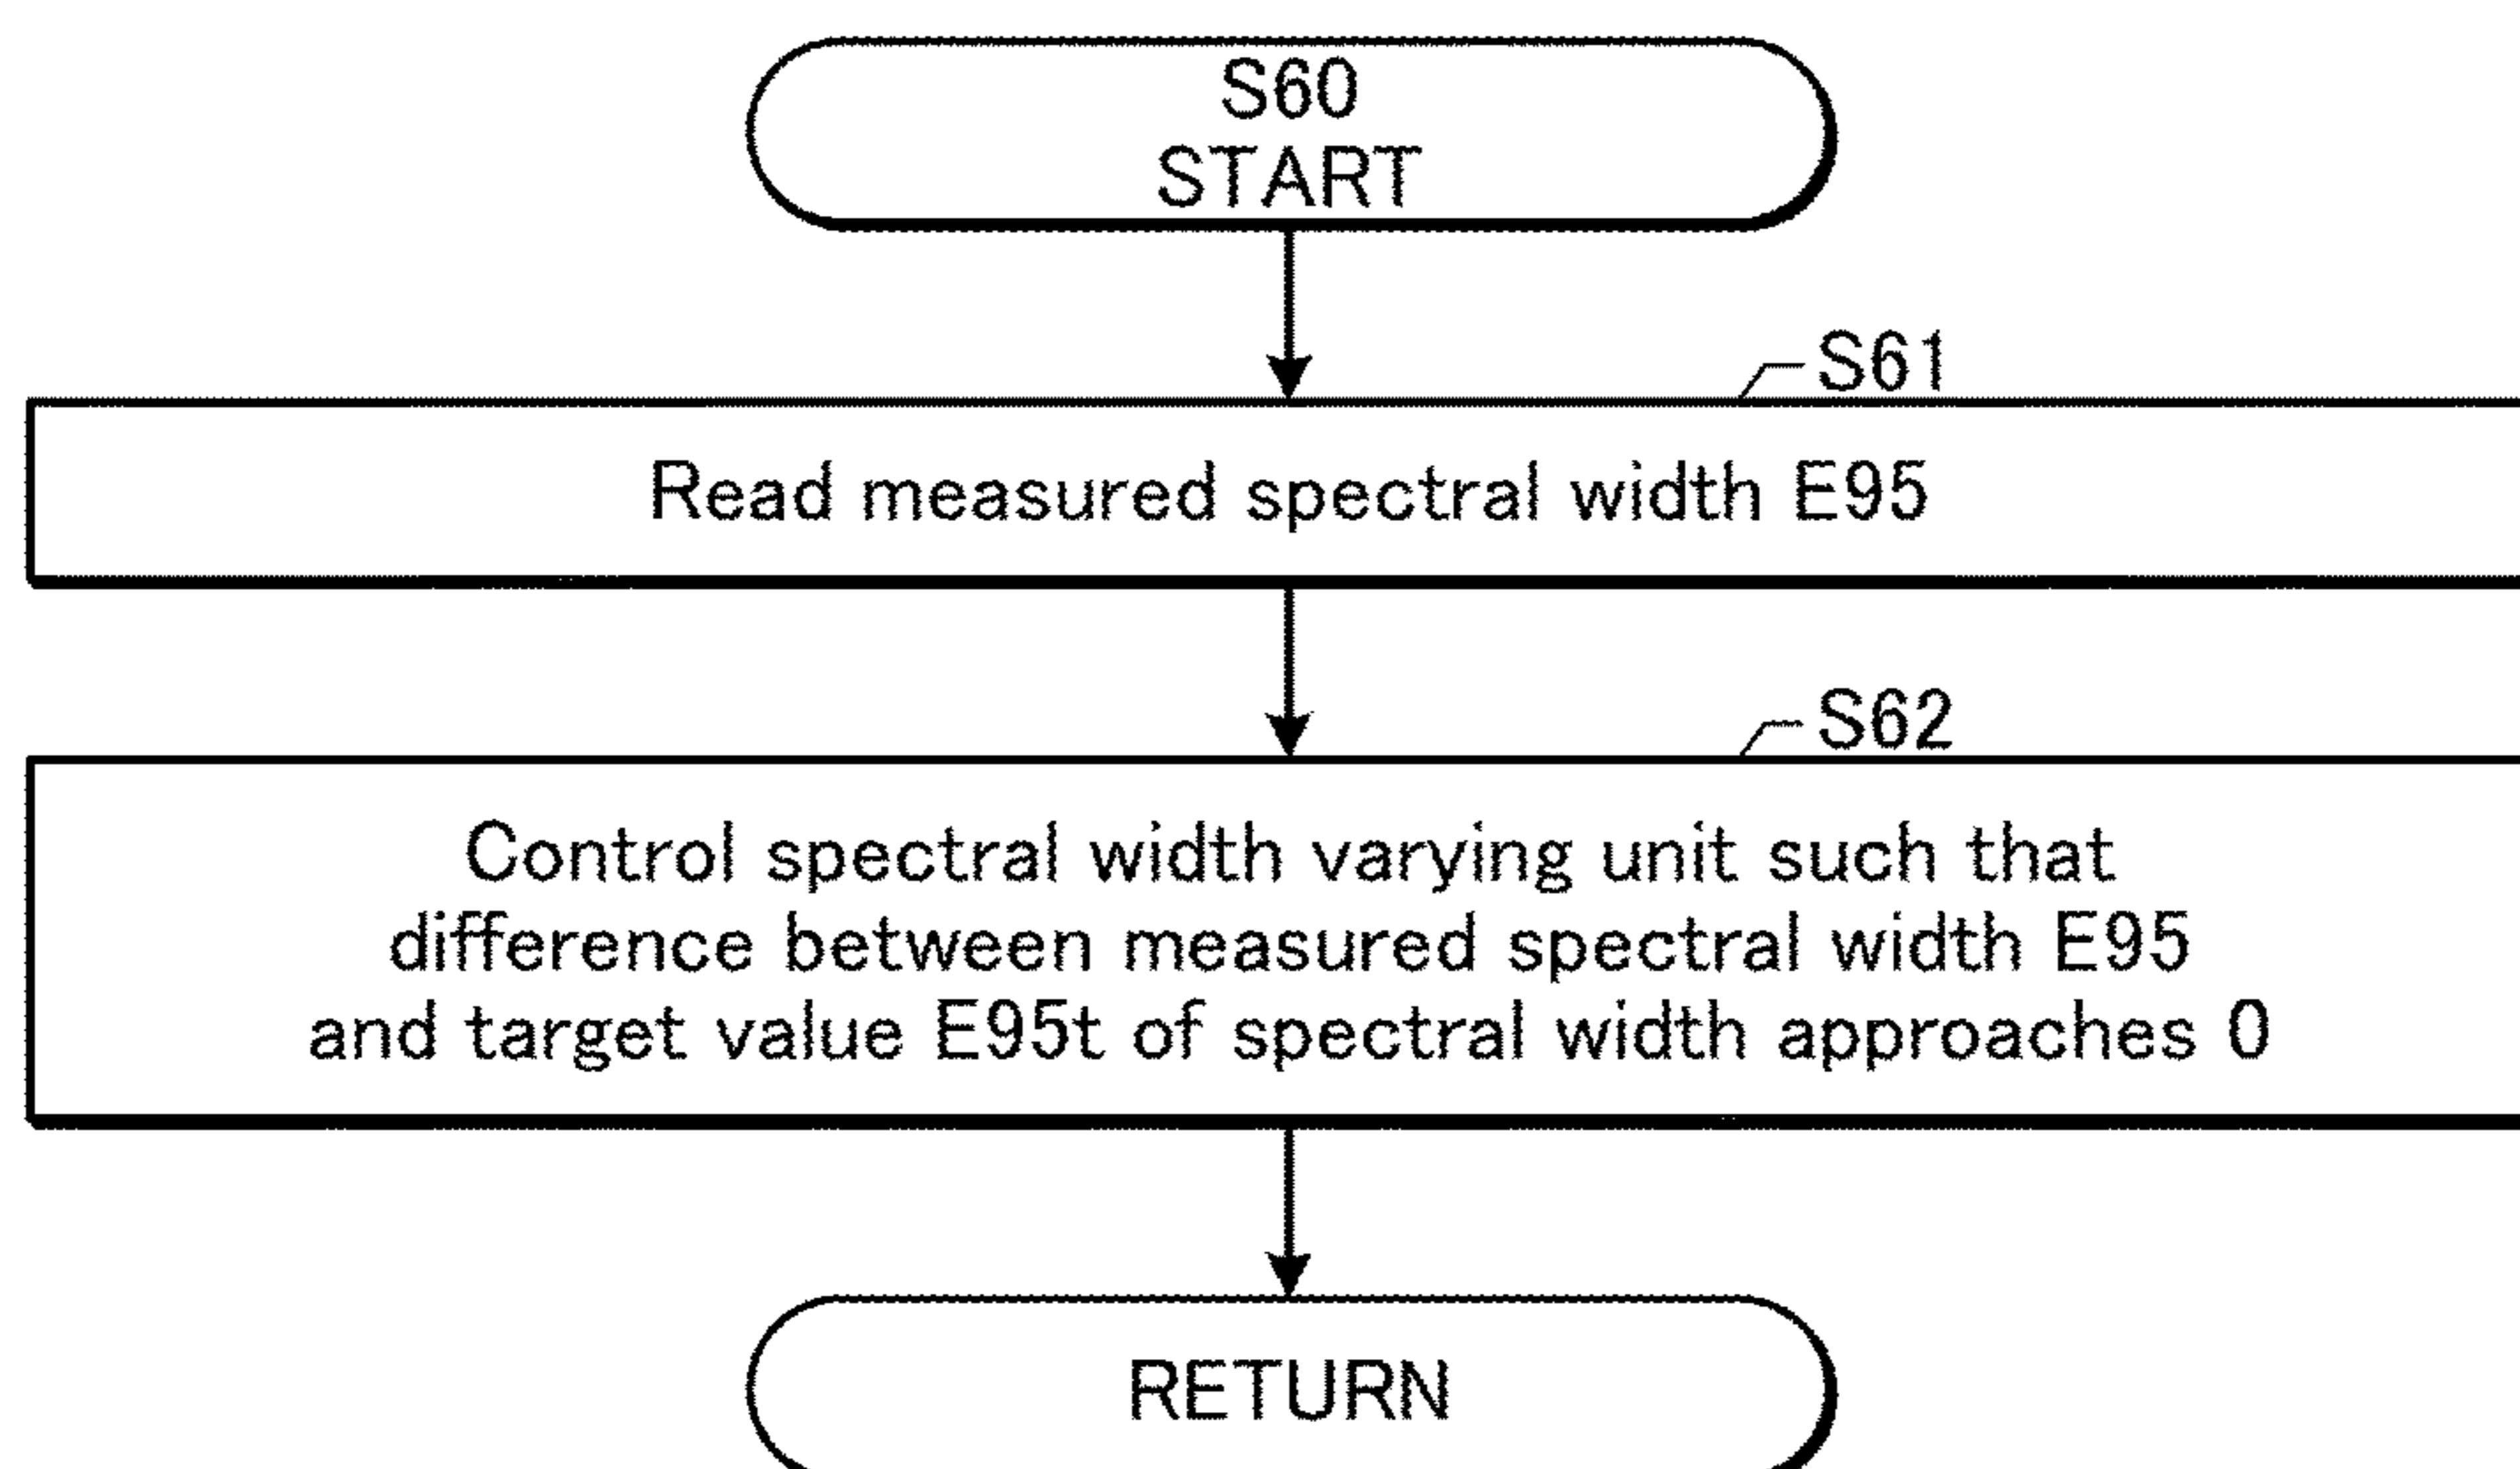 S60
START
S61
Read measured spectral width E95
S62
Control spectral width varying unit such that
difference between measured spectral width E95
and target value E95t of spectral width approaches 0
RETURN